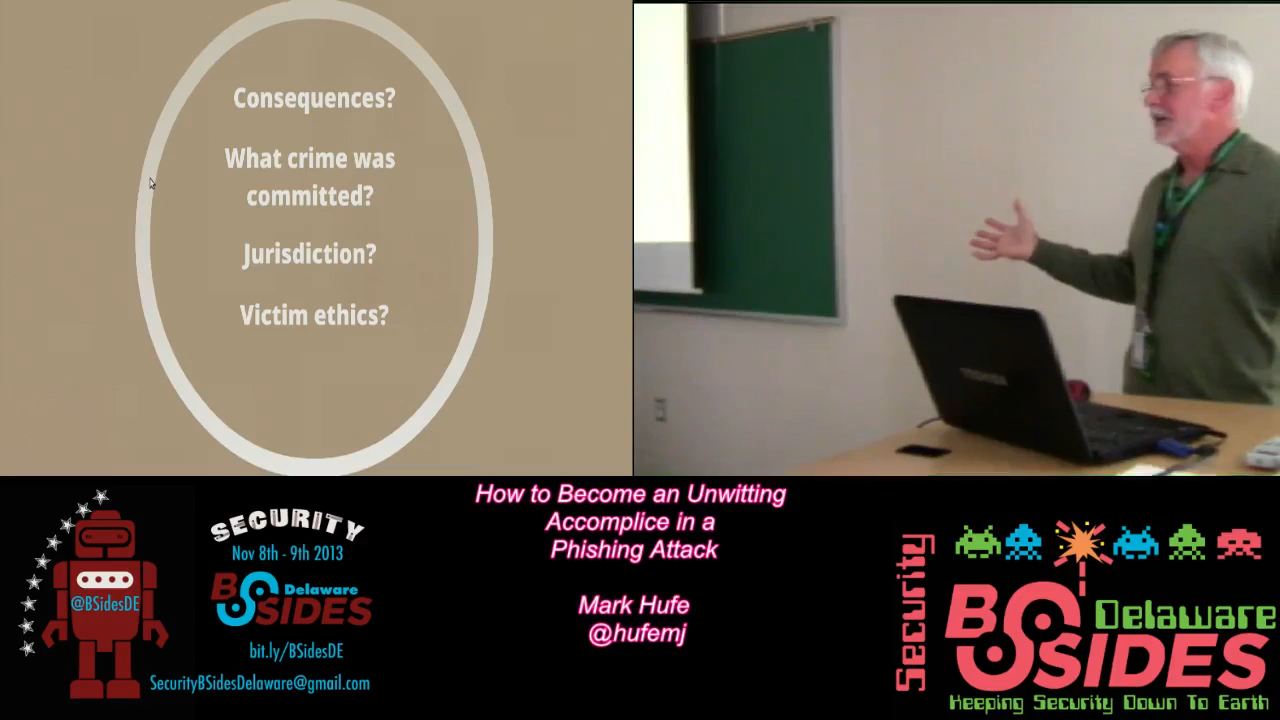 Consequences?
What crime was
committed?
Jurisdiction?
Victim ethics?
TOSHIBA
SECURITY
Nov 8th - 9th 2013
BSIDES
Delaware
bit.ly/BSidesDE
SecurityBSidesDelaware@gmail.com
@BSidesDE
How to Become an Unwitting
Accomplice in a
Phishing Attack
Mark Hufe
@hufemj
Security
BSIDES
Delaware
Keeping Security Down To Earth